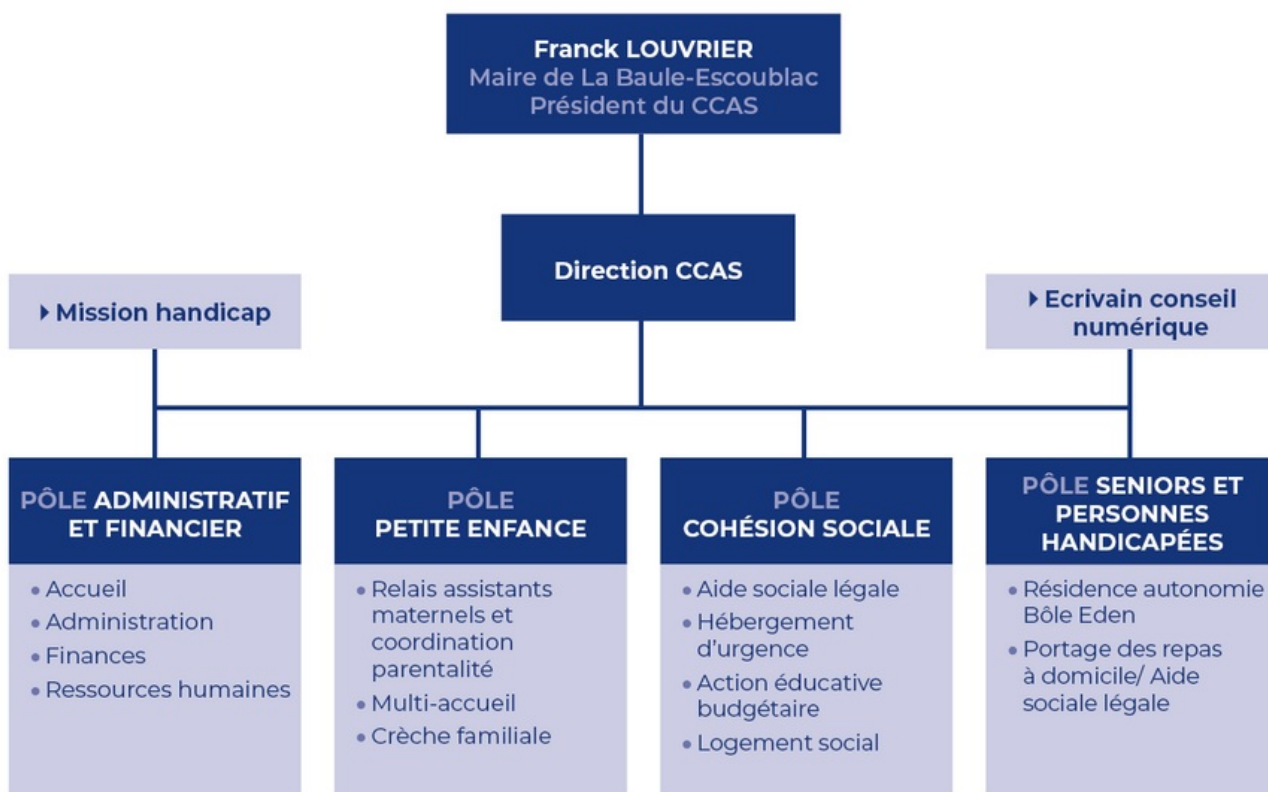 Franck LOUVRIER
Maire de La Baule-Escoublac
Président du CCAS
Direction CCAS
Mission handicap
Ecrivain conseil
numérique
PÔLE ADMINISTRATIF
ET FINANCIER
• Accueil
• Administration
• Finances
• Ressources humaines
PÔLE
PETITE ENFANCE
• Relais assistants
maternels et
coordination
parentalité
• Multi-accueil
• Crèche familiale
PÔLE
COHÉSION SOCIALE
• Aide sociale légale
• Hébergement
d'urgence
• Action éducative
budgétaire
• Logement social
PÔLE SENIORS ET
PERSONNES
HANDICAPÉES
• Résidence autonomie
Bôle Eden
• Portage des repas
à domicile/ Aide
sociale légale